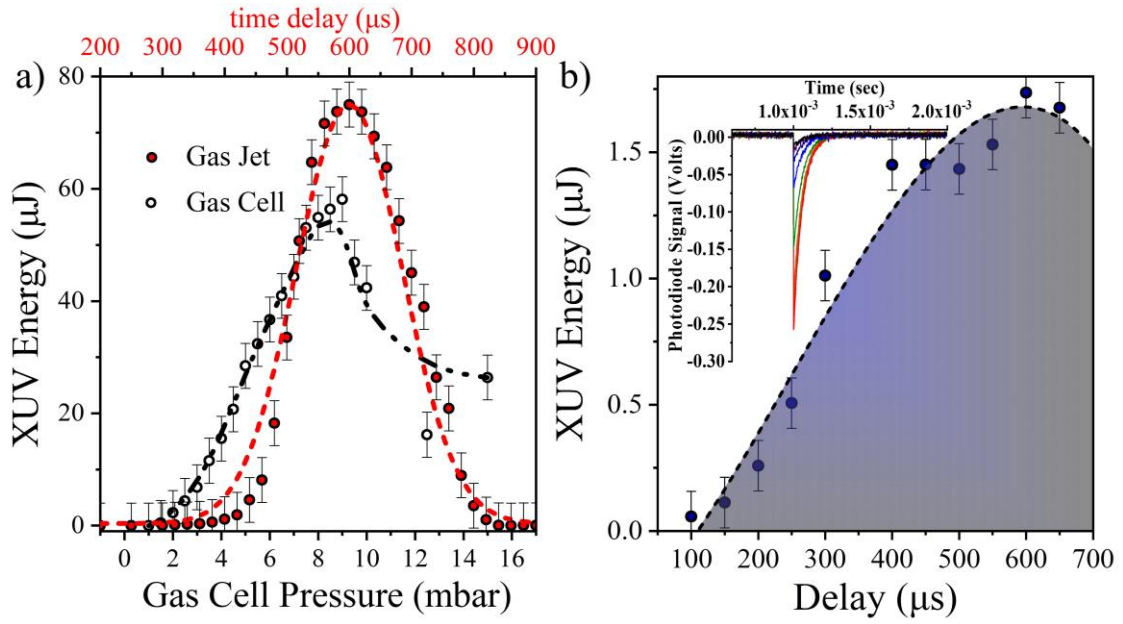 time delay (μs)
200 300 400 500 600 700 800 900
a)
80
60
40
20
0
XUV Energy (μJ)
Gas Jet
Gas Cell
0 2 4 6 8 10 12 14 16
Gas Cell Pressure (mbar)
b)
1.5
1.0
0.5
0.0
XUV Energy (μJ)
Time (sec)
1.0x10⁻³ 1.5x10⁻³ 2.0x10⁻³
0.00
-0.05
-0.10
-0.15
-0.20
-0.25
-0.30
Photodiode Signal (Volts)
100 200 300 400 500 600 700
Delay (μs)